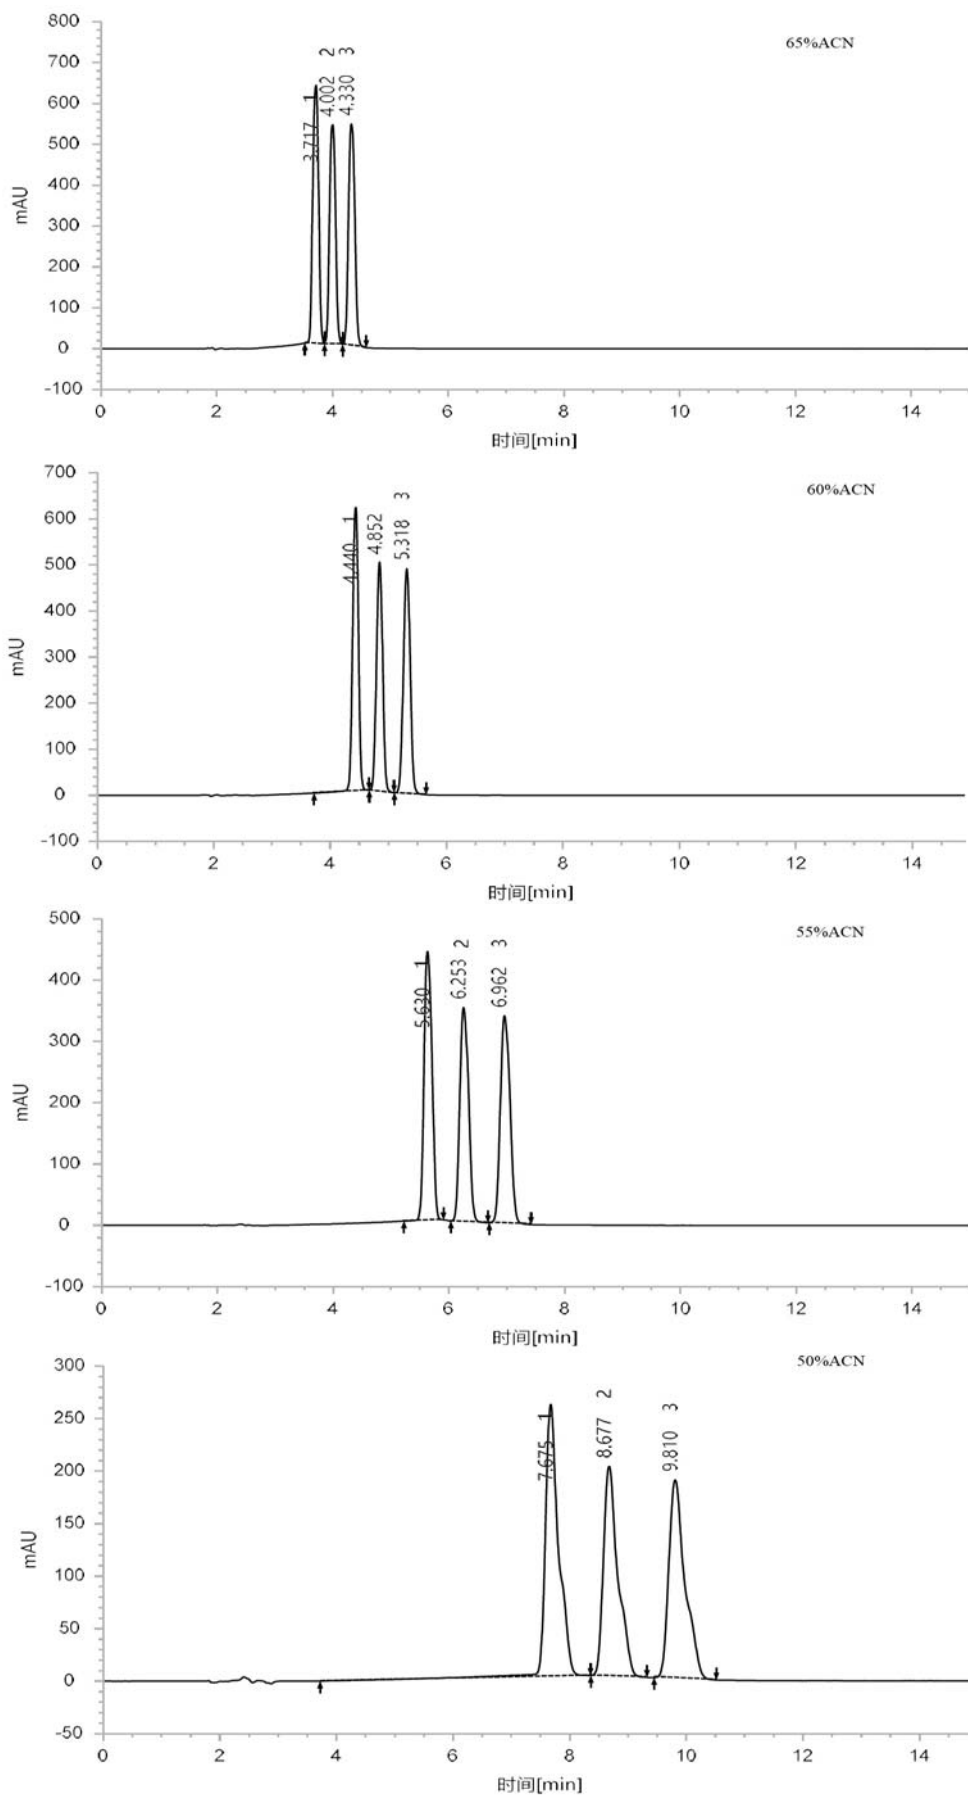 800
700
600
500
400
300
200
100
0
-100
mAU
65%ACN
3.717 1
4.002 2
4.330 3
0 2 4 6 8 10 12 14
时间[min]
700
600
500
400
300
200
100
0
-100
mAU
60%ACN
4.440 1
4.852
5.318 3
0 2 4 6 8 10 12 14
时间[min]
500
400
300
200
100
0
-100
mAU
55%ACN
5.630 1
6.253 2
6.962 3
0 2 4 6 8 10 12 14
时间[min]
300
250
200
150
100
50
0
-50
mAU
50%ACN
7.675 1
8.677 2
9.810 3
0 2 4 6 8 10 12 14
时间[min]